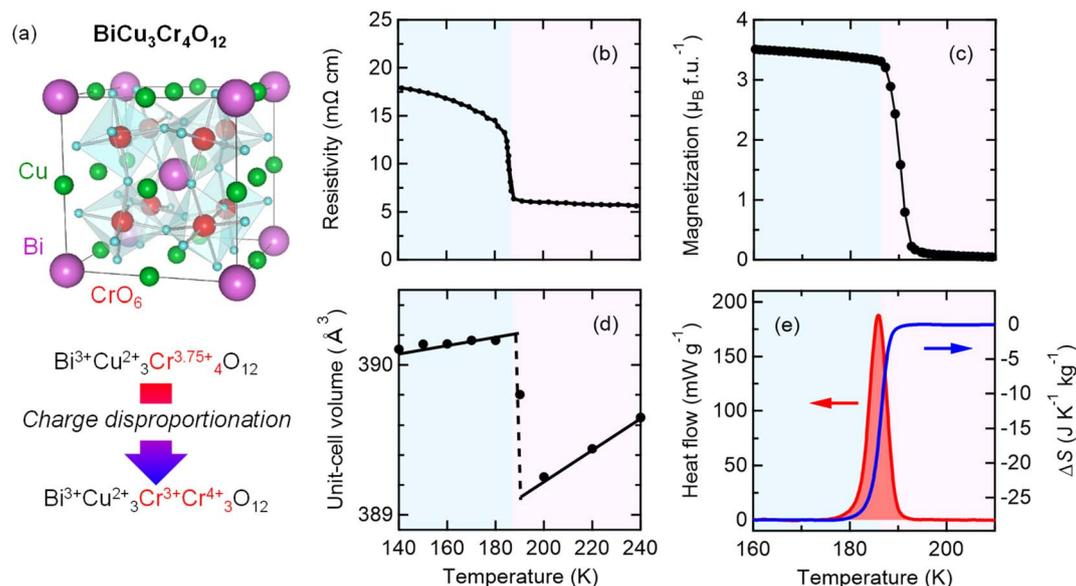 (a)
BiCu₃Cr₄O₁₂
Cu
Bi
CrO₆
Bi³⁺Cu²⁺₃Cr³·⁷⁵⁺₄O₁₂
Charge disproportionation
Bi³⁺Cu²⁺₃Cr³⁺Cr⁴⁺₃O₁₂
(b)
Resistivity (mΩ cm)
25
20
15
10
5
0
(c)
Magnetization (μB f.u.⁻¹)
4
3
2
1
0
(d)
Unit-cell volume (Å³)
390
389
140 160 180 200 220 240
Temperature (K)
(e)
Heat flow (mW g⁻¹)
200
150
100
50
0
ΔS (J K⁻¹ kg⁻¹)
0
-5
-10
-15
-20
-25
160 180 200
Temperature (K)